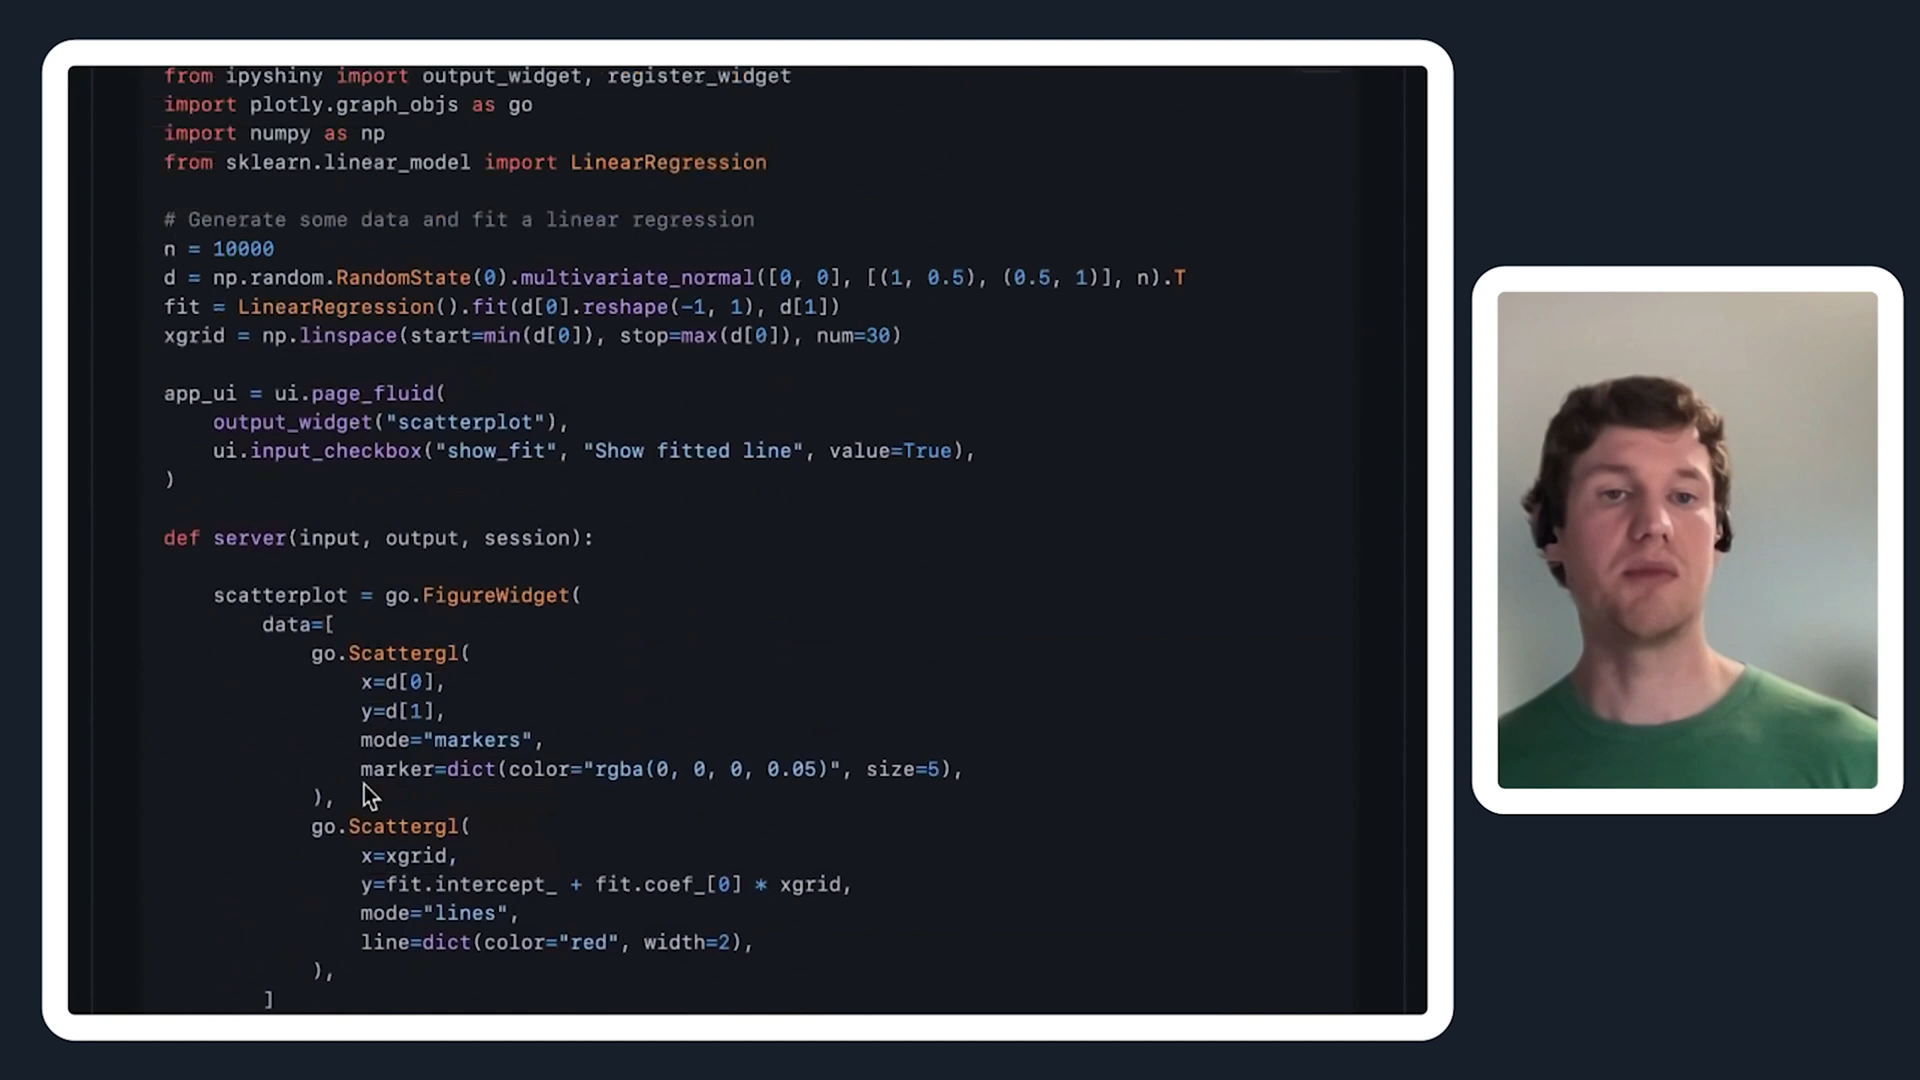 from ipyshiny import output_widget, register_widget
import plotly.graph_objs as go
import numpy as np
from sklearn.linear_model import LinearRegression
# Generate some data and fit a linear regression
n = 10000
d = np.random.RandomState(0).multivariate_normal([0, 0], [(1, 0.5), (0.5, 1)], n).T
fit = LinearRegression().fit(d[0].reshape(-1, 1), d[1])
xgrid = np.linspace(start=min(d[0]), stop=max(d[0]), num=30)
app_ui = ui.page_fluid(
    output_widget("scatterplot"),
    ui.input_checkbox("show_fit", "Show fitted line", value=True),
)
def server(input, output, session):
    scatterplot = go.FigureWidget(
        data=[
            go.Scattergl(
                x=d[0],
                y=d[1],
                mode="markers",
                marker=dict(color="rgba(0, 0, 0, 0.05)", size=5),
            ),
            go.Scattergl(
                x=xgrid,
                y=fit.intercept_ + fit.coef_[0] * xgrid,
                mode="lines",
                line=dict(color="red", width=2),
            ),
        ]